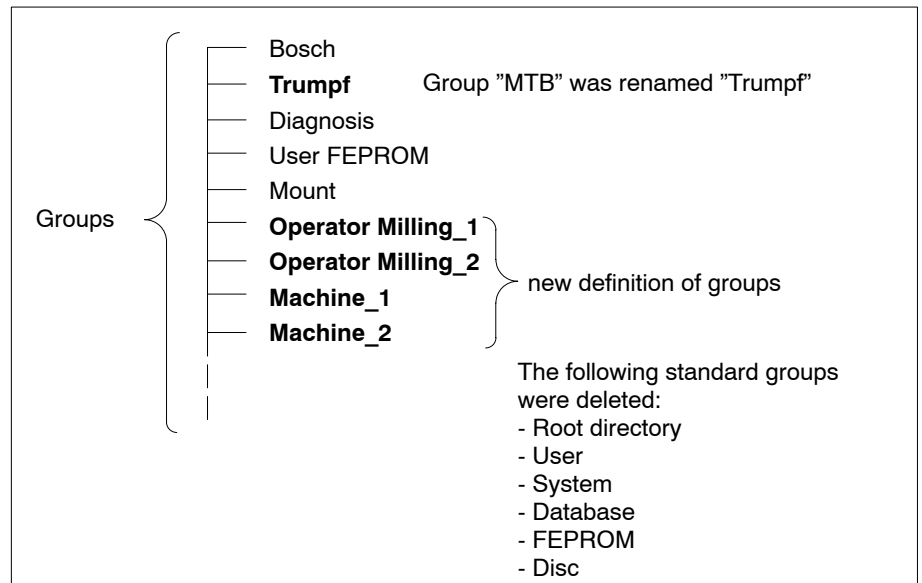 Bosch
Trumpf Group ”MTB” was renamed ”Trumpf”
Diagnosis
User FEPROM
Mount
Groups
Operator Milling_1
Operator Milling_2
new definition of groups
Machine_1
Machine_2
The following standard groups
were deleted:
- Root directory
- User
- System
- Database
- FEPROM
- Disc